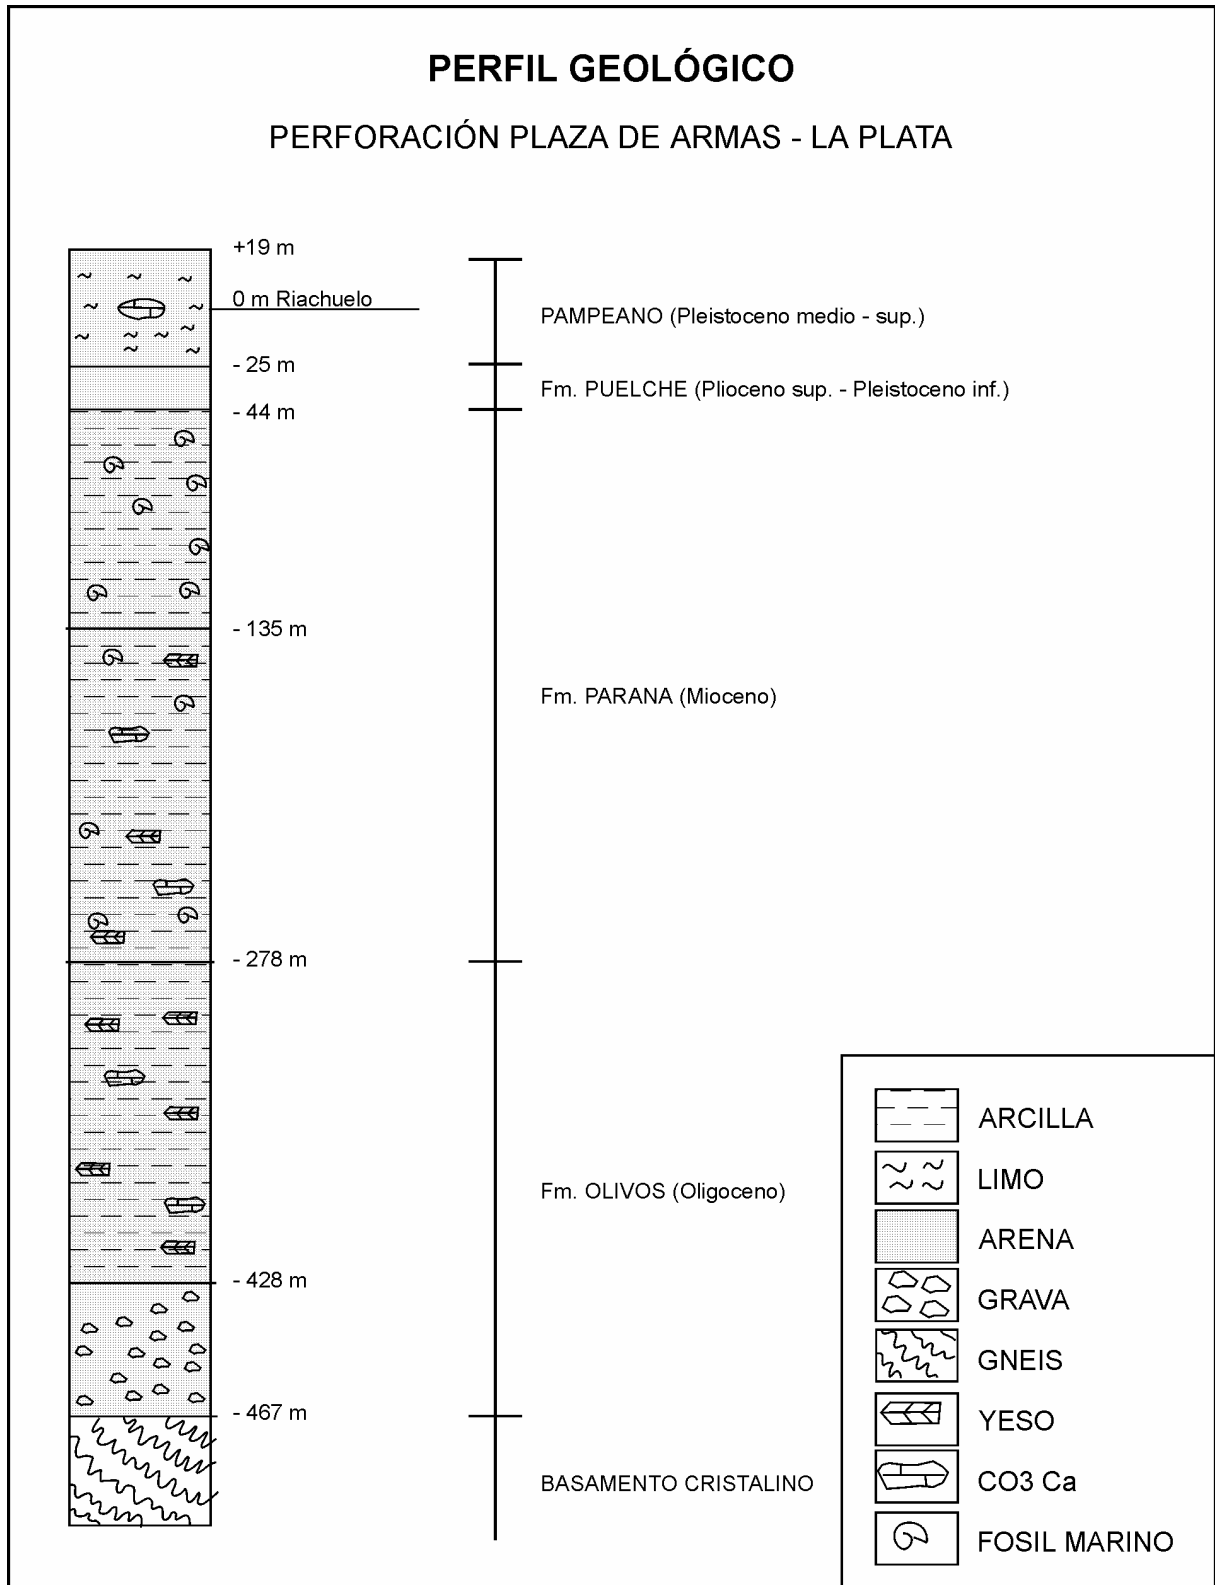 PERFIL GEOLÓGICO
PERFORACIÓN PLAZA DE ARMAS - LA PLATA
+19 m
0 m Riachuelo
PAMPEANO (Pleistoceno medio - sup.)
- 25 m
Fm. PUELCHE (Plioceno sup. - Pleistoceno inf.)
- 44 m
- 135 m
Fm. PARANA (Mioceno)
- 278 m
Fm. OLIVOS (Oligoceno)
- 428 m
- 467 m
BASAMENTO CRISTALINO
ARCILLA
LIMO
ARENA
GRAVA
GNEIS
YESO
CO3 Ca
FOSIL MARINO